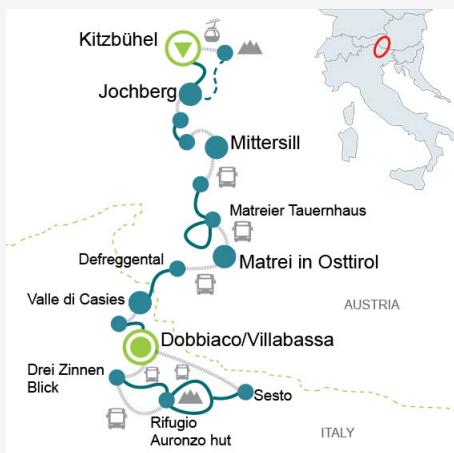 Kitzbühel
Jochberg
Mittersill
Matreier Tauernhaus
Defreggental
Matrei in Osttirol
Valle di Casies
AUSTRIA
Dobbiaco/Villabassa
Drei Zinnen
Blick
Sesto
Rifugio
Auronzo hut
ITALY